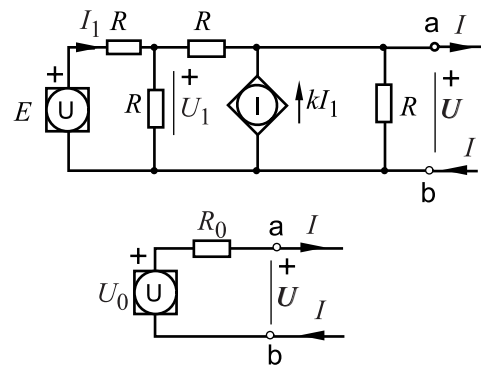 I₁ R R a I
+ + +
E U R U₁ I kI₁ R U
I
b
R₀ a I
+ +
U₀ U U
I
b